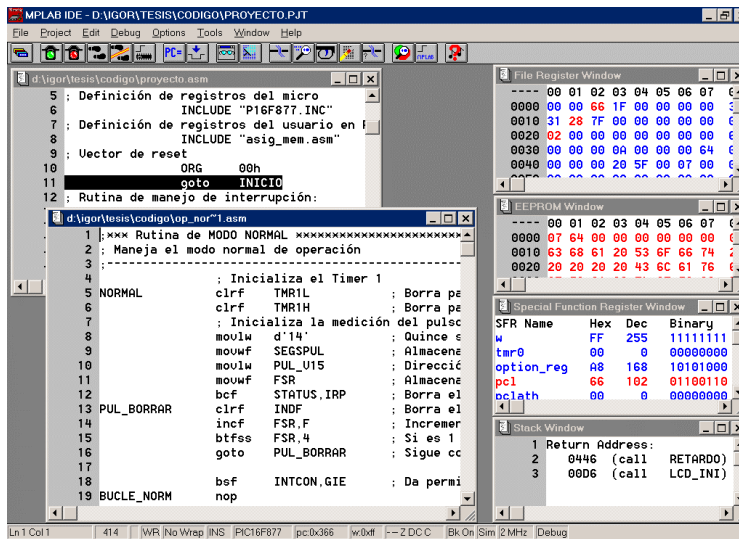 MPLAB IDE - D:\IGOR\TESIS\CODIGO\PROYECTO.PJT
File Project Edit Debug Options Tools Window Help
PC=
d:\igor\tesis\codigo\proyecto.asm
5 ; Definición de registros del micro
6 INCLUDE "P16F877.INC"
7 ; Definición de registros del usuario en
8 INCLUDE "asig_mem.asm"
9 ; Vector de reset
10 ORG 00h
11 goto INICIO
12 ; Rutina de manejo de interrupción:
d:\igor\tesis\codigo\op_nor~1.asm
1 ;××× Rutina de MODO NORMAL ×××××××××××××××××××××××
2 ; Maneja el modo normal de operación
3 ;--------------------------------------------------
4 ; Inicializa el Timer 1
5 NORMAL clrf TMR1L ; Borra pa
6 clrf TMR1H ; Borra pa
7 ; Inicializa la medición del pulso
8 movlw d'14' ; Quince s
9 movwf SEGSPUL ; Almacena
10 movlw PUL_V15 ; Direcció
11 movwf FSR ; Almacena
12 bcf STATUS,IRP ; Borra el
13 PUL_BORRAR clrf INDF ; Borra el
14 incf FSR,F ; Incremen
15 btfss FSR,4 ; Si es 1
16 goto PUL_BORRAR ; Sigue co
17
18 bsf INTCON,GIE ; Da permi
19 BUCLE_NORM nop
File Register Window
---- 00 01 02 03 04 05 06 07
0000 00 00 66 1F 00 00 00 00
0010 31 28 7F 00 00 00 00 00
0020 02 00 00 00 00 00 00 00
0030 00 00 00 0A 00 00 00 64
0040 00 00 00 20 5F 00 07 00
EEPROM Window
---- 00 01 02 03 04 05 06 07
0000 07 64 00 00 00 00 00 00
0010 63 68 61 20 53 6F 66 74
0020 20 20 20 20 43 6C 61 76
Special Function Register Window
SFR Name Hex Dec Binary
w FF 255 11111111
tmr0 00 0 00000000
option_reg A8 168 10101000
pcl 66 102 01100110
pclath 00 0 00000000
Stack Window
1 Return Address:
2 0446 (call RETARDO)
3 00D6 (call LCD_INI)
Ln 1 Col 1 414 WR No Wrap INS PIC16F877 pc:0x366 w:0xff -- Z DC C Bk On Sim 2 MHz Debug